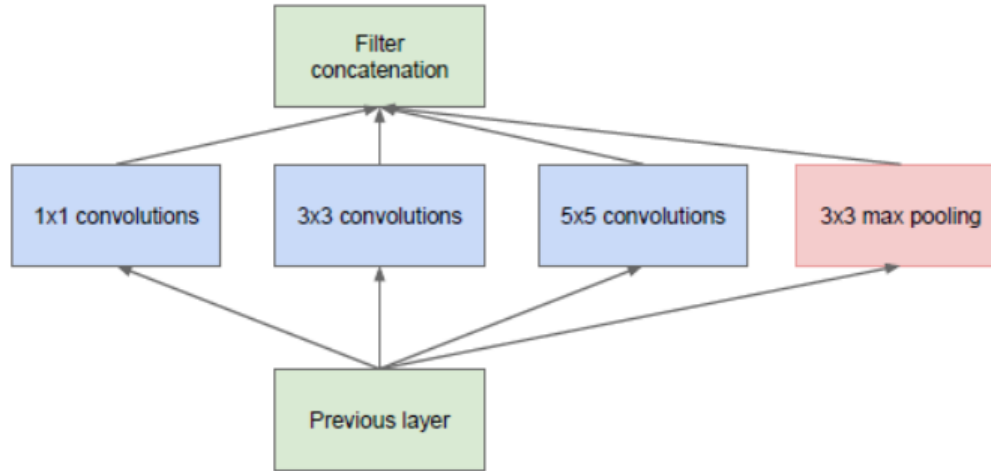 Filter
concatenation
1x1 convolutions
3x3 convolutions
5x5 convolutions
3x3 max pooling
Previous layer